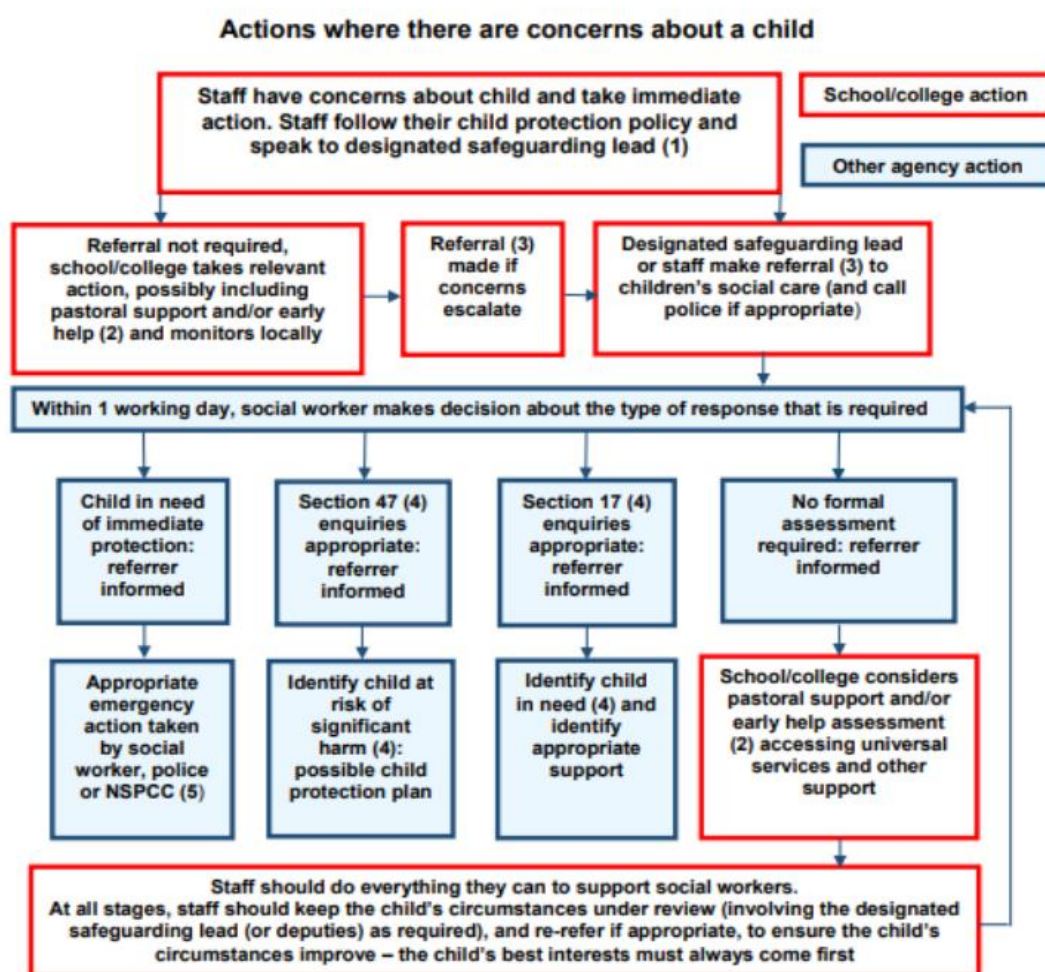 Actions where there are concerns about a child
Staff have concerns about child and take immediate
action. Staff follow their child protection policy and
speak to designated safeguarding lead (1)
School/college action
Other agency action
Referral not required,
school/college takes relevant
action, possibly including
pastoral support and/or early
help (2) and monitors locally
Referral (3)
made if
concerns
escalate
Designated safeguarding lead
or staff make referral (3) to
children's social care (and call
police if appropriate)
Within 1 working day, social worker makes decision about the type of response that is required
Child in need
of immediate
protection:
referrer
informed
Section 47 (4)
enquiries
appropriate:
referrer
informed
Section 17 (4)
enquiries
appropriate:
referrer
informed
No formal
assessment
required: referrer
informed
Appropriate
emergency
action taken
by social
worker, police
or NSPCC (5)
Identify child at
risk of
significant
harm (4):
possible child
protection plan
Identify child
in need (4) and
identify
appropriate
support
School/college considers
pastoral support and/or
early help assessment
(2) accessing universal
services and other
support
Staff should do everything they can to support social workers.
At all stages, staff should keep the child's circumstances under review (involving the designated
safeguarding lead (or deputies) as required), and re-refer if appropriate, to ensure the child's
circumstances improve – the child's best interests must always come first